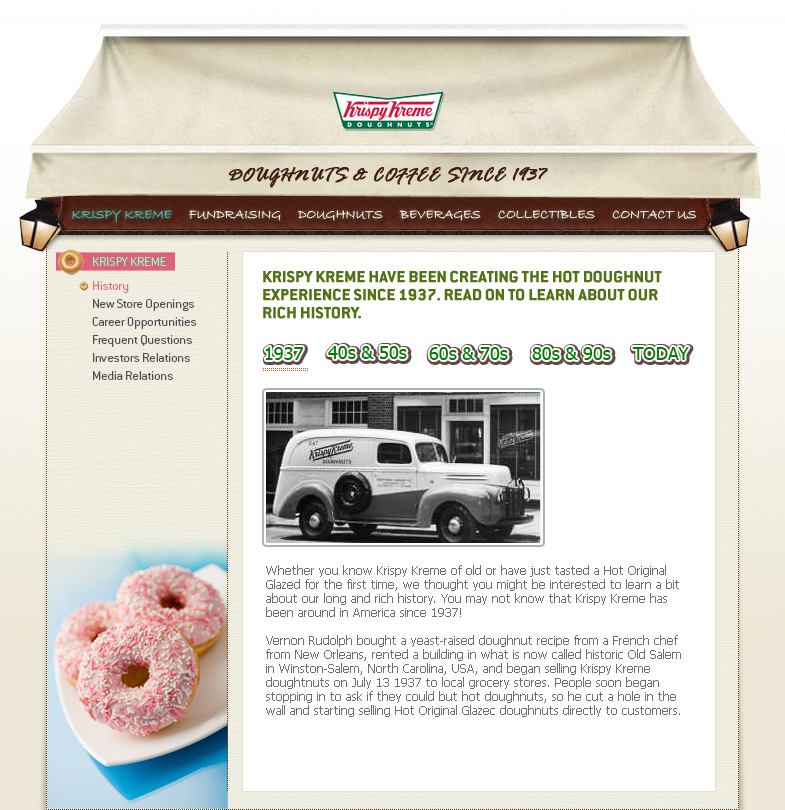 Krispy Kreme
DOUGHNUTS
DOUGHNUTS & COFFEE SINCE 1937
KRISPY KREME FUNDRAISING DOUGHNUTS BEVERAGES COLLECTIBLES CONTACT US
KRISPY KREME
History
New Store Openings
Career Opportunities
Frequent Questions
Investors Relations
Media Relations
KRISPY KREME HAVE BEEN CREATING THE HOT DOUGHNUT
EXPERIENCE SINCE 1937. READ ON TO LEARN ABOUT OUR
RICH HISTORY.
1937 40s & 50s 60s & 70s 80s & 90s TODAY
Krispy Kreme
DOUGHNUTS
Whether you know Krispy Kreme of old or have just tasted a Hot Original
Glazed for the first time, we thought you might be interested to learn a bit
about our long and rich history. You may not know that Krispy Kreme has
been around in America since 1937!
Vernon Rudolph bought a yeast-raised doughnut recipe from a French chef
from New Orleans, rented a building in what is now called historic Old Salem
in Winston-Salem, North Carolina, USA, and began selling Krispy Kreme
doughtnuts on July 13 1937 to local grocery stores. People soon began
stopping in to ask if they could but hot doughnuts, so he cut a hole in the
wall and starting selling Hot Original Glazec doughnuts directly to customers.